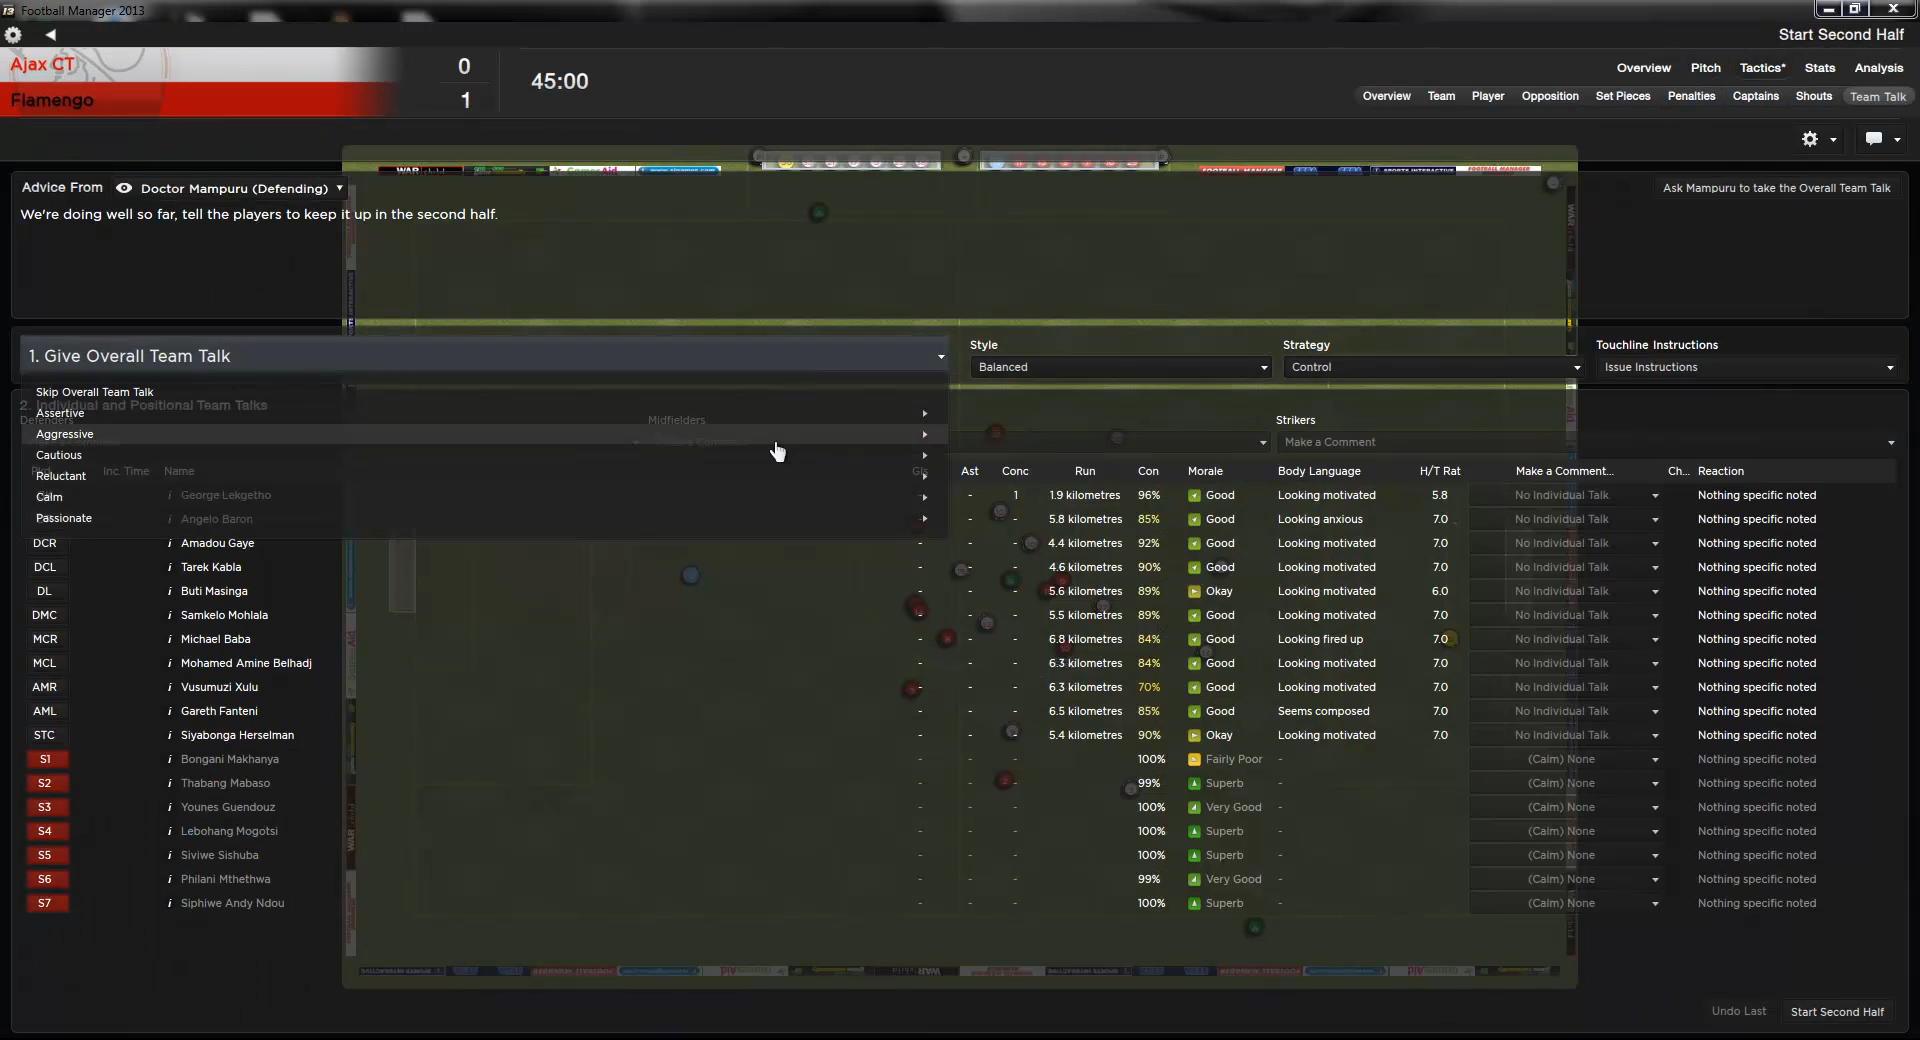 Football Manager 2013
Start Second Half
Ajax CT 0
Flamengo 1
45:00
Overview Pitch Tactics* Stats Analysis
Overview Team Player Opposition Set Pieces Penalties Captains Shouts Team Talk
Advice From Doctor Mampuru (Defending)
Ask Mampuru to take the Overall Team Talk
We're doing well so far, tell the players to keep it up in the second half.
1. Give Overall Team Talk
Style Strategy Touchline Instructions
Balanced Control Issue Instructions
Skip Overall Team Talk
2. Individual and Positional Team Talks
Assertive
Defenders Midfielders Strikers
Aggressive
Make a Comment
Cautious
Inc. Time Name Gls Ast Conc Run Con Morale Body Language H/T Rat Make a Comment... Ch... Reaction
Reluctant
Calm
Passionate
i George Lekgetho - 1 1.9 kilometres 96% Good Looking motivated 5.8 No Individual Talk Nothing specific noted
i Angelo Baron - - 5.8 kilometres 85% Good Looking anxious 7.0 No Individual Talk Nothing specific noted
DCR i Amadou Gaye - - - 4.4 kilometres 92% Good Looking motivated 7.0 No Individual Talk Nothing specific noted
DCL i Tarek Kabla - - - 4.6 kilometres 90% Good Looking motivated 7.0 No Individual Talk Nothing specific noted
DL i Buti Masinga - - - 5.6 kilometres 89% Okay Looking motivated 6.0 No Individual Talk Nothing specific noted
DMC i Samkelo Mohlala - - - 5.5 kilometres 89% Good Looking motivated 7.0 No Individual Talk Nothing specific noted
MCR i Michael Baba - - - 6.8 kilometres 84% Good Looking fired up 7.0 No Individual Talk Nothing specific noted
MCL i Mohamed Amine Belhadj - - - 6.3 kilometres 84% Good Looking motivated 7.0 No Individual Talk Nothing specific noted
AMR i Vusumuzi Xulu - - - 6.3 kilometres 70% Good Looking motivated 7.0 No Individual Talk Nothing specific noted
AML i Gareth Fanteni - - - 6.5 kilometres 85% Good Seems composed 7.0 No Individual Talk Nothing specific noted
STC i Siyabonga Herselman - - - 5.4 kilometres 90% Okay Looking motivated 7.0 No Individual Talk Nothing specific noted
S1 i Bongani Makhanya - - - 100% Fairly Poor - (Calm) None Nothing specific noted
S2 i Thabang Mabaso - - - 99% Superb - (Calm) None Nothing specific noted
S3 i Younes Guendouz - - - 100% Very Good - (Calm) None Nothing specific noted
S4 i Lebohang Mogotsi - - - 100% Superb - (Calm) None Nothing specific noted
S5 i Siviwe Sishuba - - - 100% Superb - (Calm) None Nothing specific noted
S6 i Philani Mthethwa - - - 99% Very Good - (Calm) None Nothing specific noted
S7 i Siphiwe Andy Ndou - - - 100% Superb - (Calm) None Nothing specific noted
Undo Last Start Second Half